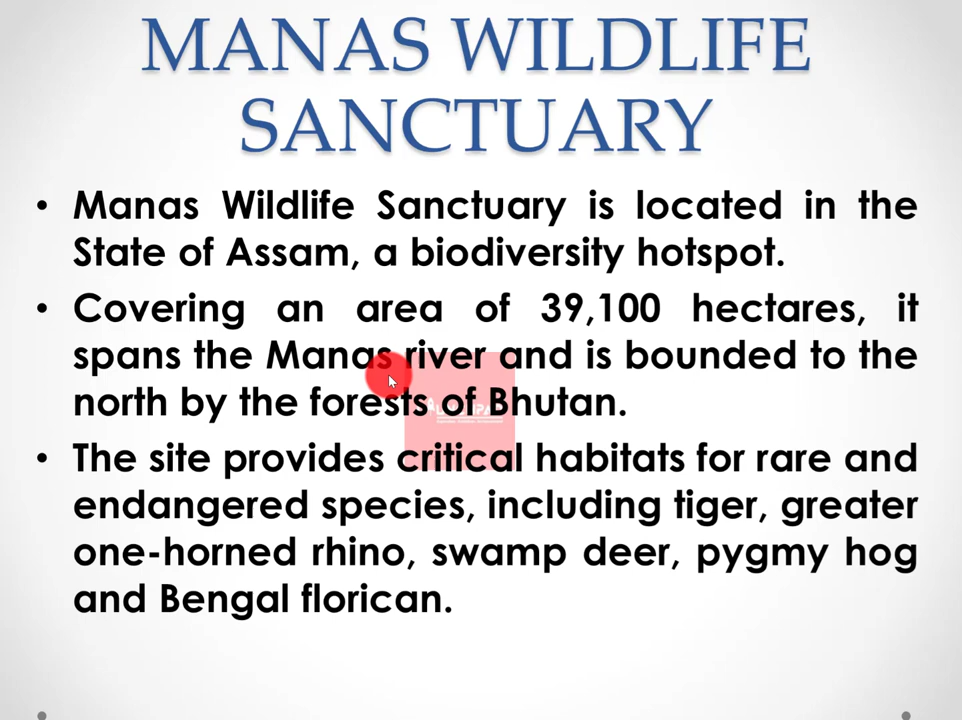 MANAS WILDLIFE
SANCTUARY
• Manas Wildlife Sanctuary is located in the
State of Assam, a biodiversity hotspot.
• Covering an area of 39,100 hectares, it
spans the Manas river and is bounded to the
north by the forests of Bhutan.
• The site provides critical habitats for rare and
endangered species, including tiger, greater
one-horned rhino, swamp deer, pygmy hog
and Bengal florican.